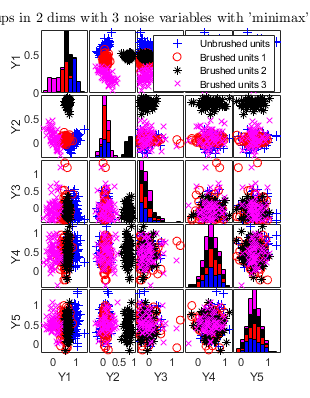 ups in 2 dims with 3 noise variables with 'minimax'
Unbrushed units
Brushed units 1
Brushed units 2
Brushed units 3
Y1
0.5
0
Y2
0.5
0
Y3
1
0.5
0
Y4
1
0.5
0
Y5
1
0.5
0
0 1
0 0.5 1
0 1
0 1
0 1
Y1 Y2 Y3 Y4 Y5